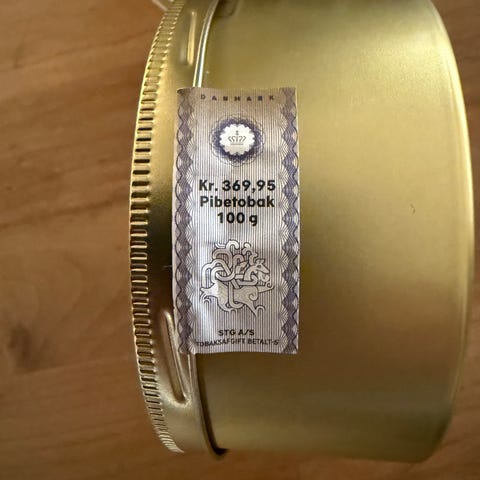 DANMARK
Kr. 369,95
Pibetobak
100 g
STG A/S
TOBAKSAFGIFT BETALT-S